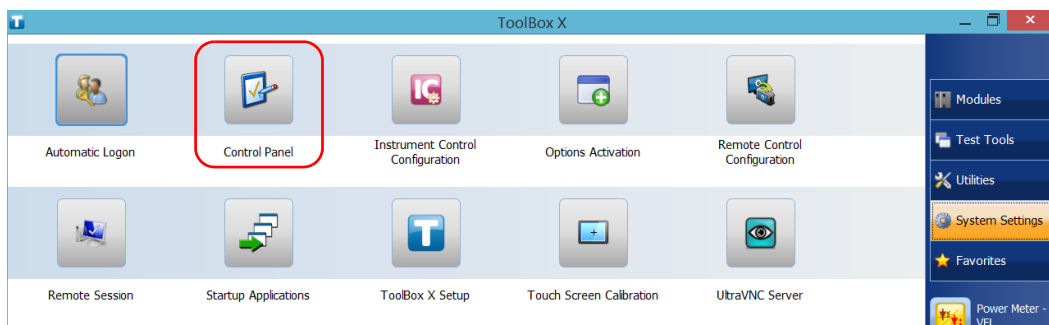 ToolBox X
Automatic Logon
Control Panel
Instrument Control
Configuration
Options Activation
Remote Control
Configuration
Remote Session
Startup Applications
ToolBox X Setup
Touch Screen Calibration
UltraVNC Server
Modules
Test Tools
Utilities
System Settings
Favorites
Power Meter -
VFL